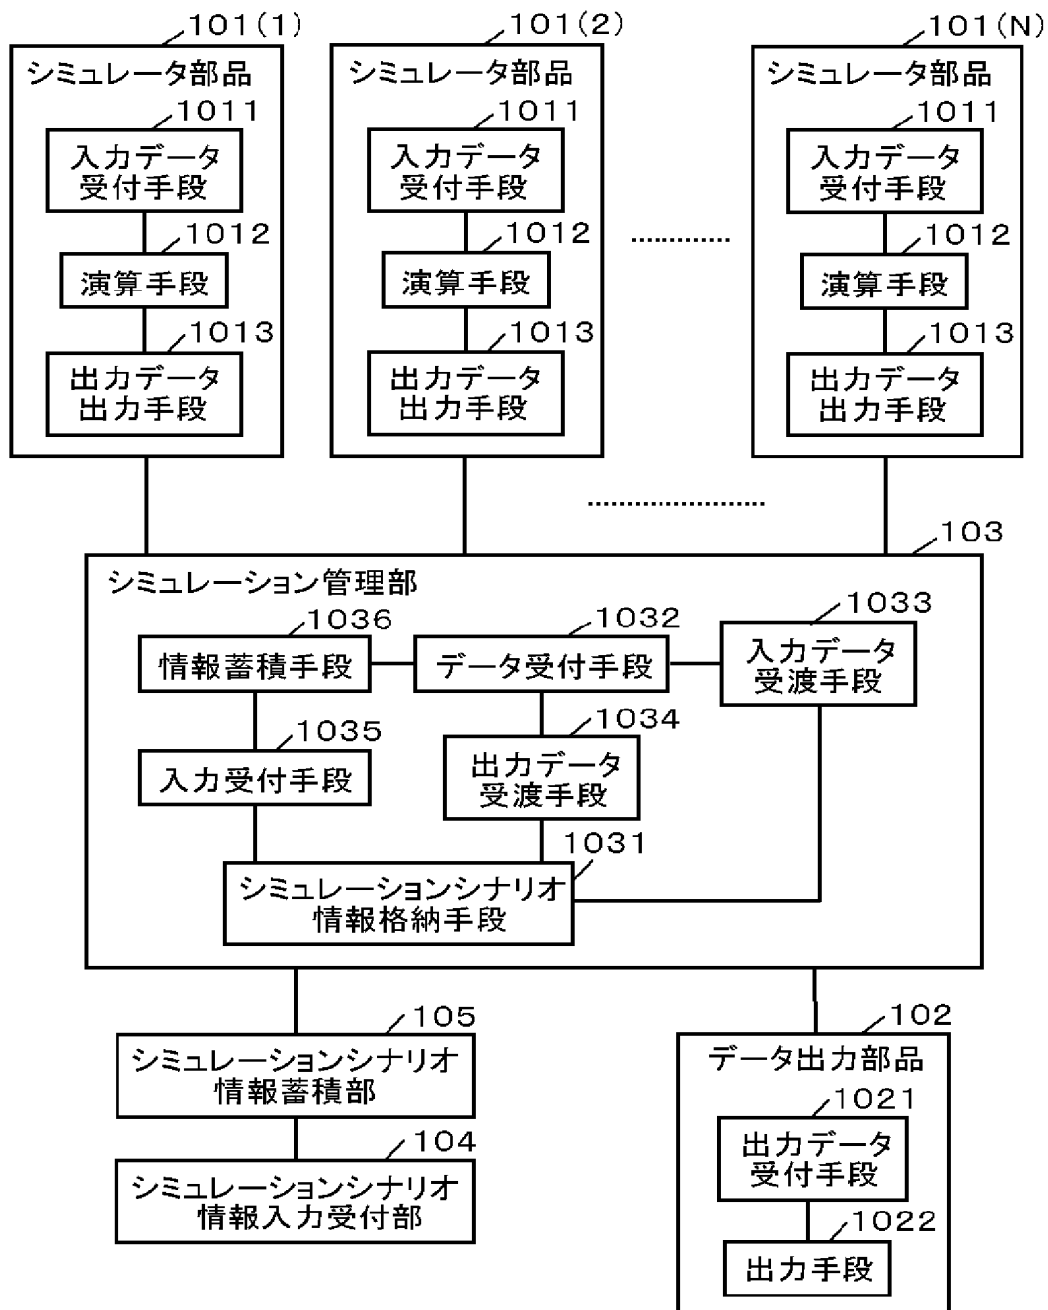 101(1)
シミュレータ部品
1011
入力データ
受付手段
1012
演算手段
1013
出力データ
出力手段
101(2)
シミュレータ部品
1011
入力データ
受付手段
1012
演算手段
1013
出力データ
出力手段
101(N)
シミュレータ部品
1011
入力データ
受付手段
1012
演算手段
1013
出力データ
出力手段
103
シミュレーション管理部
1036
情報蓄積手段
1032
データ受付手段
1033
入力データ
受渡手段
1035
入力受付手段
1034
出力データ
受渡手段
1031
シミュレーションシナリオ
情報格納手段
105
シミュレーションシナリオ
情報蓄積部
104
シミュレーションシナリオ
情報入力受付部
102
データ出力部品
1021
出力データ
受付手段
1022
出力手段